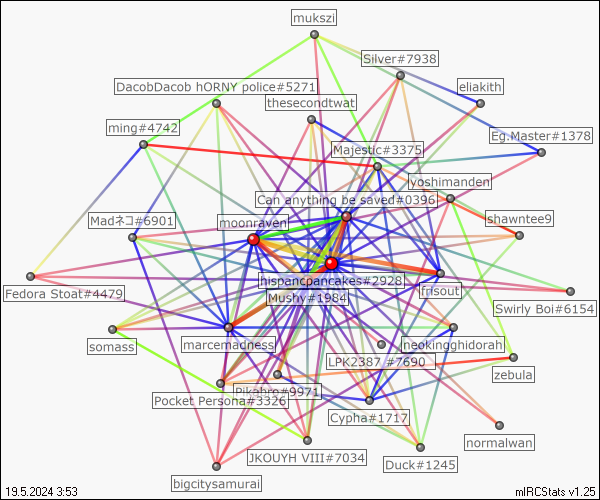 mukszi
Silver#7938
DacobDacob hORNY police#5271
eliakith
thesecondtwat
ming#4742
Eg.Master#1378
Majestic#3375
yoshimanden
Can anything be saved#0396
Madネコ#6901
moonraven
shawntee9
hispancpancakes#2928
frisout
Fedora Stoat#4479
Mushy#1984
Swirly Boi#6154
somass
marcemadness
neokingghidorah
LPK2387_#7690
zebula
Pikahro#9971
Pocket Persona#3326
Cypha#1717
normalwan
JKOUYH VIII#7034
Duck#1245
bigcitysamurai
19.5.2024 3:53
mIRCStats v1.25